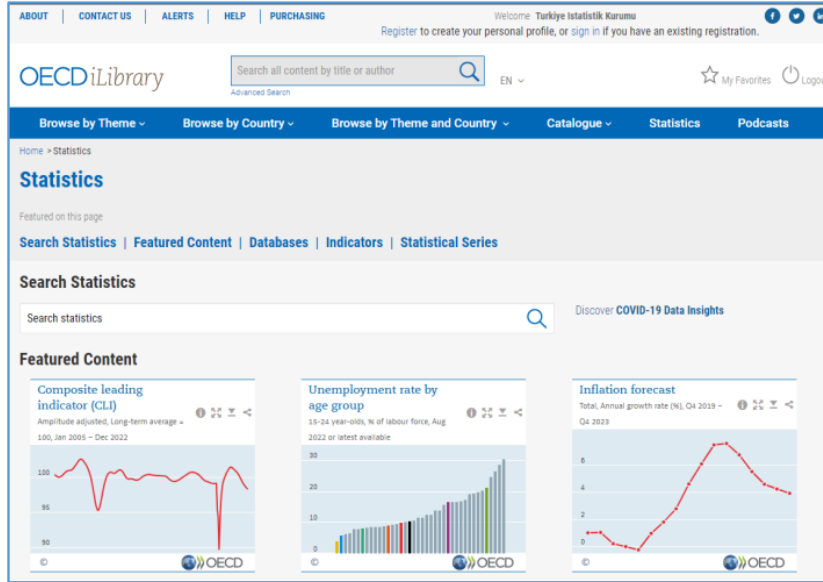 ABOUT CONTACT US ALERTS HELP PURCHASING
Welcome Turkiye Istatistik Kurumu
Register to create your personal profile, or sign in if you have an existing registration.
OECD iLibrary
Search all content by title or author
EN
My Favorites
Logou
Advanced Search
Browse by Theme
Browse by Country
Browse by Theme and Country
Catalogue
Statistics
Podcasts
Home > Statistics
Statistics
Featured on this page
Search Statistics | Featured Content | Databases | Indicators | Statistical Series
Search Statistics
Search statistics
Discover COVID-19 Data Insights
Featured Content
Composite leading
indicator (CLI)
Amplitude adjusted, Long-term average =
100, Jan 2005 – Dec 2022
100
95
90
©
OECD
Unemployment rate by
age group
15-24 year-olds, % of labour force, Aug
2022 or latest available
30
20
10
0
©
OECD
Inflation forecast
Total, Annual growth rate (%), Q4 2019 –
Q4 2023
6
4
2
0
©
OECD